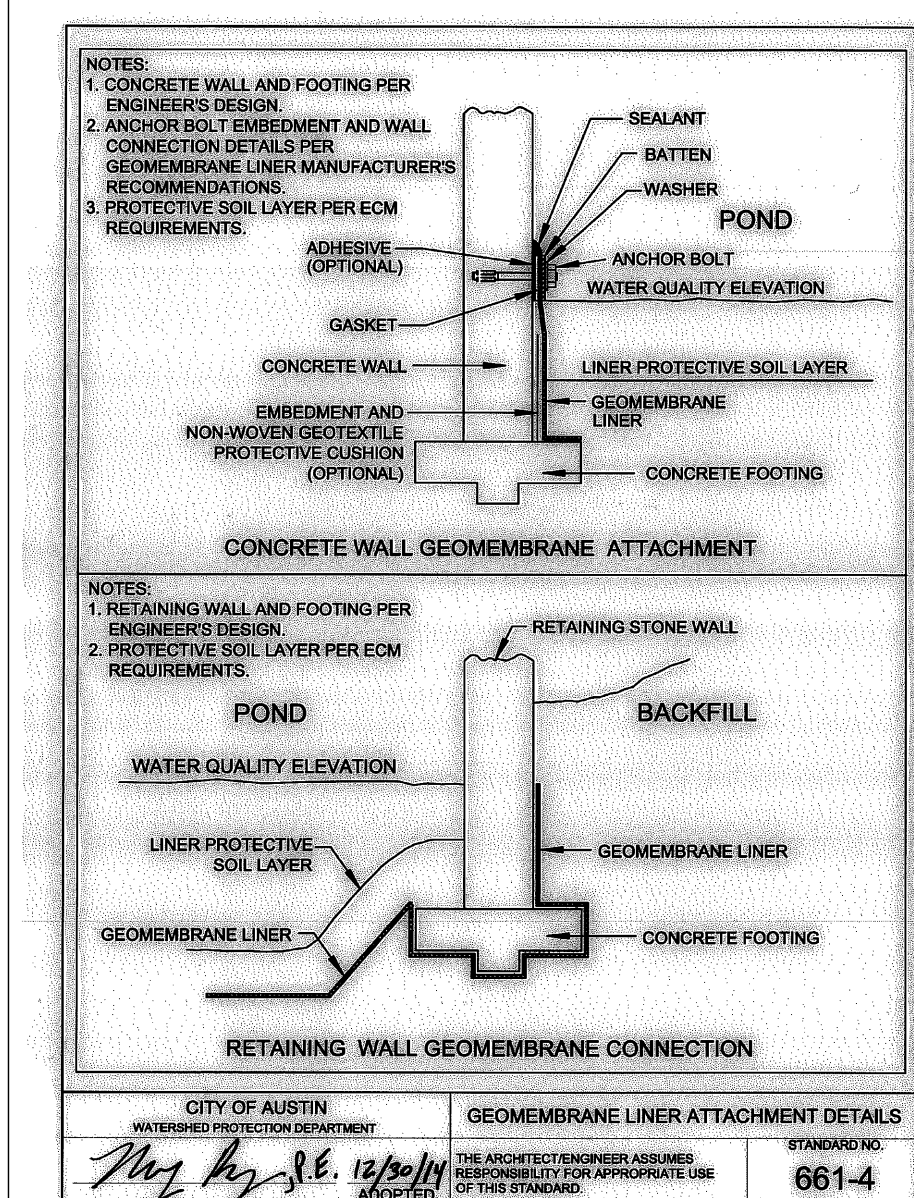 NOTES:
1. CONCRETE WALL AND FOOTING PER
ENGINEER'S DESIGN.
2. ANCHOR BOLT EMBEDMENT AND WALL
CONNECTION DETAILS PER
GEOMEMBRANE LINER MANUFACTURER'S
RECOMMENDATIONS.
3. PROTECTIVE SOIL LAYER PER ECM
REQUIREMENTS.
SEALANT
BATTEN
WASHER
POND
ADHESIVE
(OPTIONAL)
ANCHOR BOLT
WATER QUALITY ELEVATION
GASKET
CONCRETE WALL
LINER PROTECTIVE SOIL LAYER
GEOMEMBRANE
LINER
EMBEDMENT AND
NON-WOVEN GEOTEXTILE
PROTECTIVE CUSHION
(OPTIONAL)
CONCRETE FOOTING
CONCRETE WALL GEOMEMBRANE ATTACHMENT
NOTES:
1. RETAINING WALL AND FOOTING PER
ENGINEER'S DESIGN.
2. PROTECTIVE SOIL LAYER PER ECM
REQUIREMENTS.
RETAINING STONE WALL
POND
BACKFILL
WATER QUALITY ELEVATION
LINER PROTECTIVE
SOIL LAYER
GEOMEMBRANE LINER
GEOMEMBRANE LINER
CONCRETE FOOTING
RETAINING WALL GEOMEMBRANE CONNECTION
CITY OF AUSTIN
WATERSHED PROTECTION DEPARTMENT
GEOMEMBRANE LINER ATTACHMENT DETAILS
P.E. 12/30/14
ADOPTED
THE ARCHITECT/ENGINEER ASSUMES
RESPONSIBILITY FOR APPROPRIATE USE
OF THIS STANDARD.
STANDARD NO.
661-4